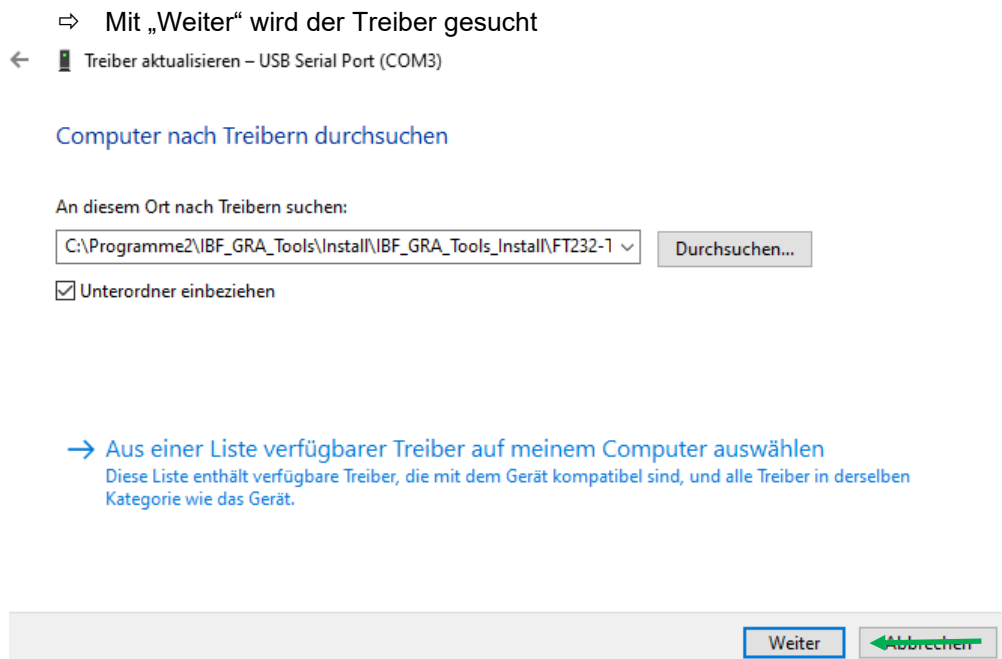 ⇨ Mit „Weiter“ wird der Treiber gesucht
← Treiber aktualisieren – USB Serial Port (COM3)
Computer nach Treibern durchsuchen
An diesem Ort nach Treibern suchen:
C:\Programme2\IBF_GRA_Tools\Install\IBF_GRA_Tools_Install\FT232-T Durchsuchen...
Unterordner einbeziehen
→ Aus einer Liste verfügbarer Treiber auf meinem Computer auswählen
Diese Liste enthält verfügbare Treiber, die mit dem Gerät kompatibel sind, und alle Treiber in derselben
Kategorie wie das Gerät.
Weiter Abbrechen